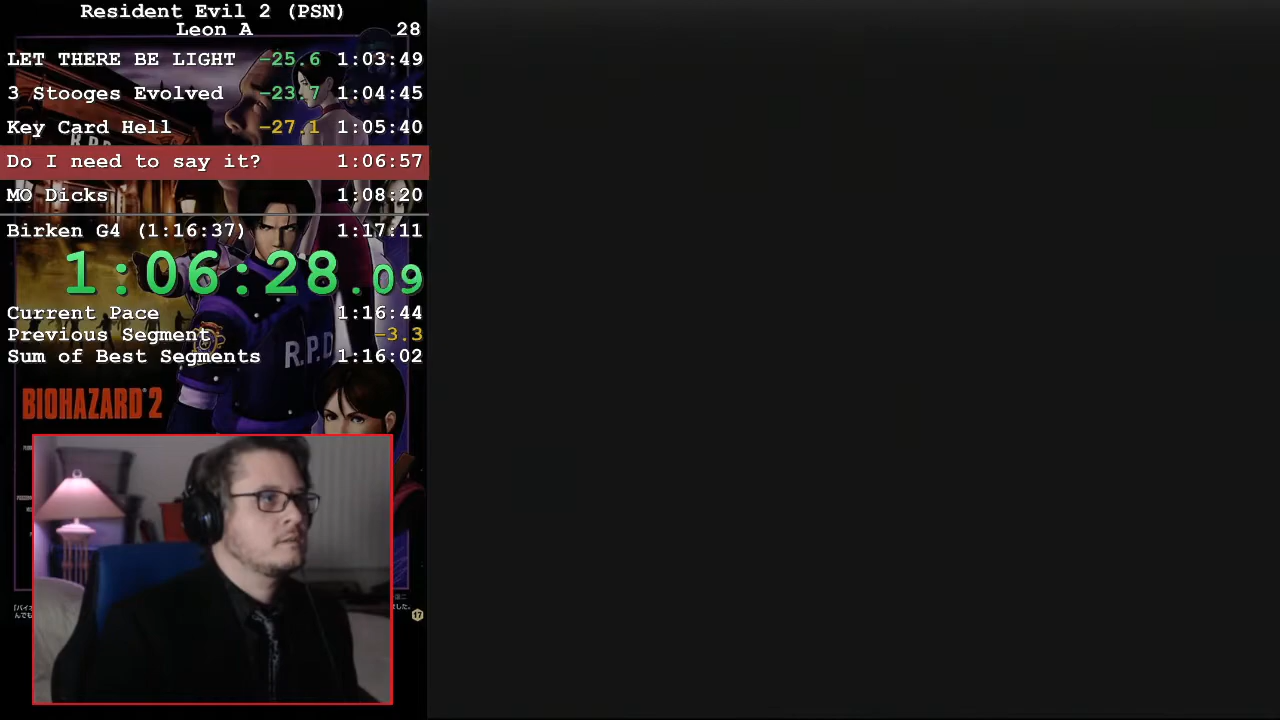 Resident Evil 2 (PSN)
Leon A 28
LET THERE BE LIGHT -25.6 1:03:49
3 Stooges Evolved -23.7 1:04:45
Key Card Hell -27.1 1:05:40
Do I need to say it? 1:06:57
MO Dicks 1:08:20
Birken G4 (1:16:37) 1:17:11
1:06:28.09
Current Pace 1:16:44
Previous Segment -3.3
Sum of Best Segments 1:16:02
R.P.D
BIOHAZARD 2
17